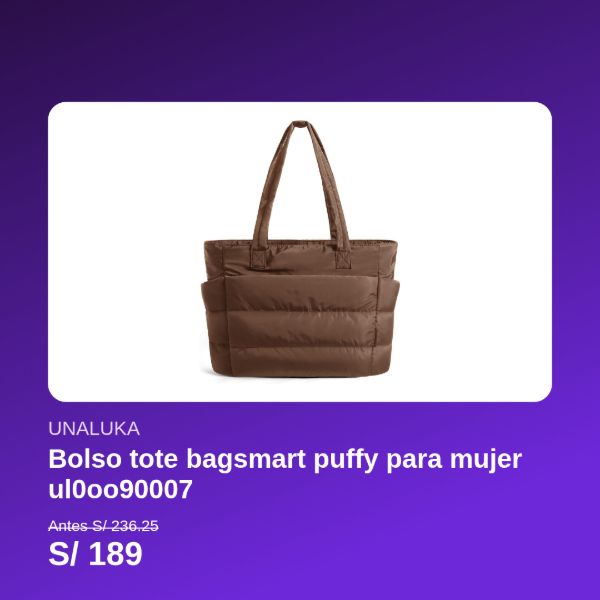 UNALUKA
Bolso tote bagsmart puffy para mujer
ul0oo90007
Antes S/ 236.25
S/ 189